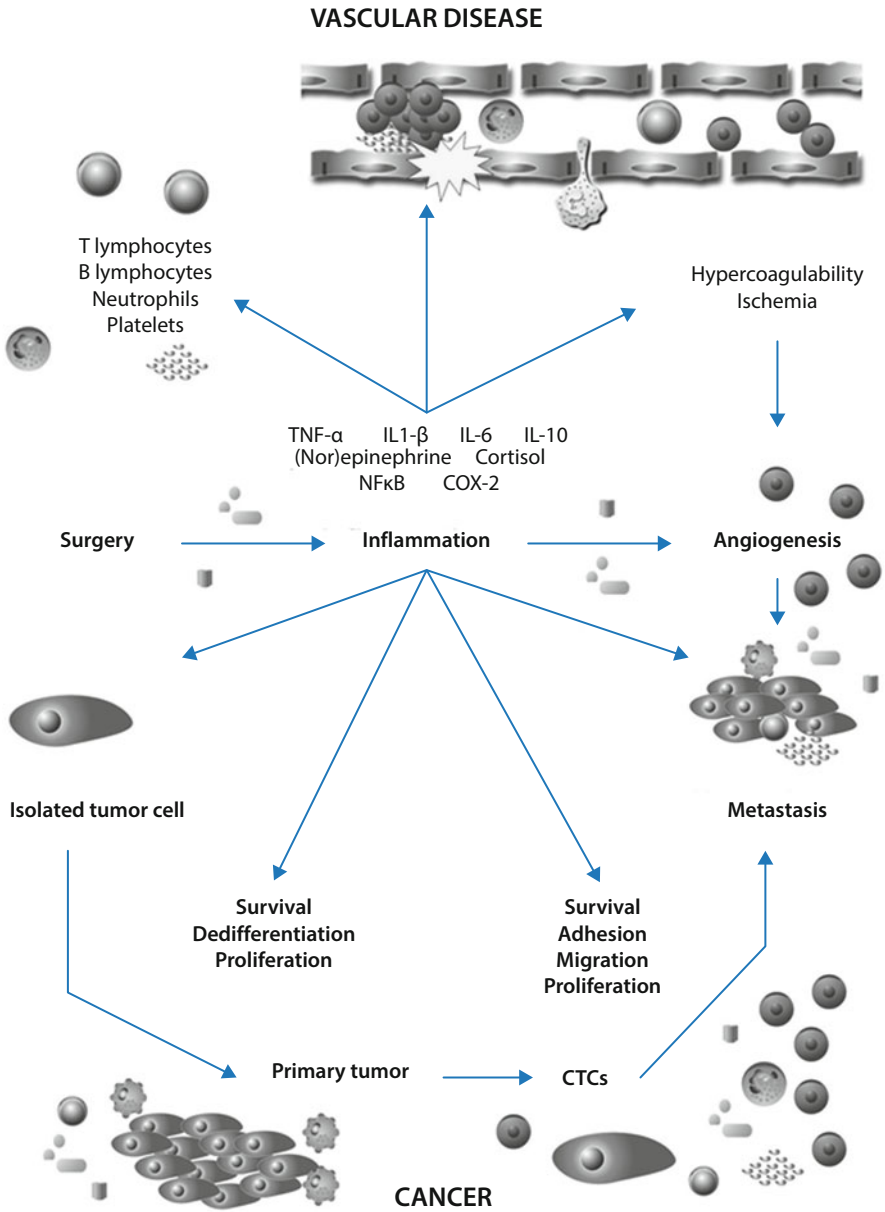 VASCULAR DISEASE
T lymphocytes
B lymphocytes
Neutrophils
Platelets
Hypercoagulability
Ischemia
TNF-α IL1-β IL-6 IL-10
(Nor)epinephrine Cortisol
NFκB COX-2
Surgery
Inflammation
Angiogenesis
Isolated tumor cell
Metastasis
Survival
Dedifferentiation
Proliferation
Survival
Adhesion
Migration
Proliferation
Primary tumor
CTCs
CANCER